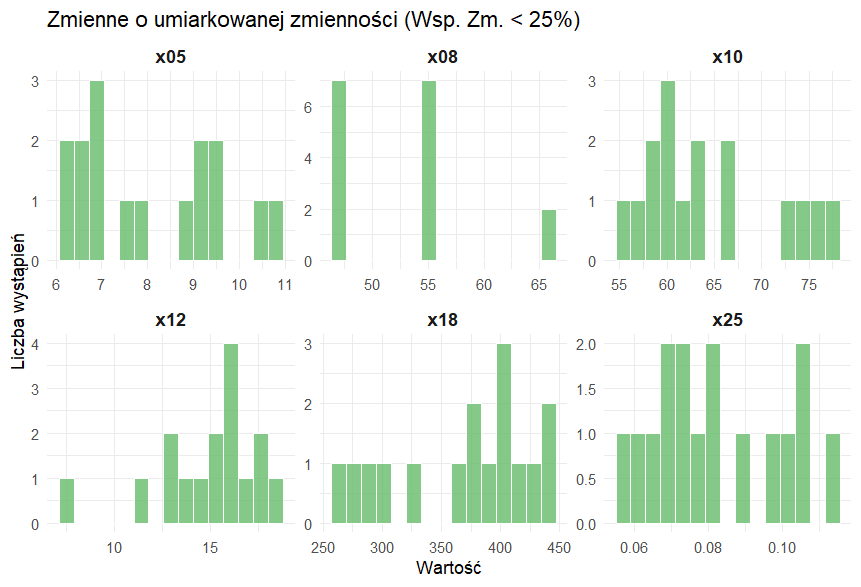 Zmienne o umiarkowanej zmienności (Wsp. Zm. < 25%)
x05 x08 x10
3
2
1
0
6 7 8 9 10 11
6
4
2
0
50 55 60 65
3
2
1
0
55 60 65 70 75
Liczba wystąpień
x12 x18 x25
4
3
2
1
0
10 15
3
2
1
0
250 300 350 400 450
2.0
1.5
1.0
0.5
0.0
0.06 0.08 0.10
Wartość